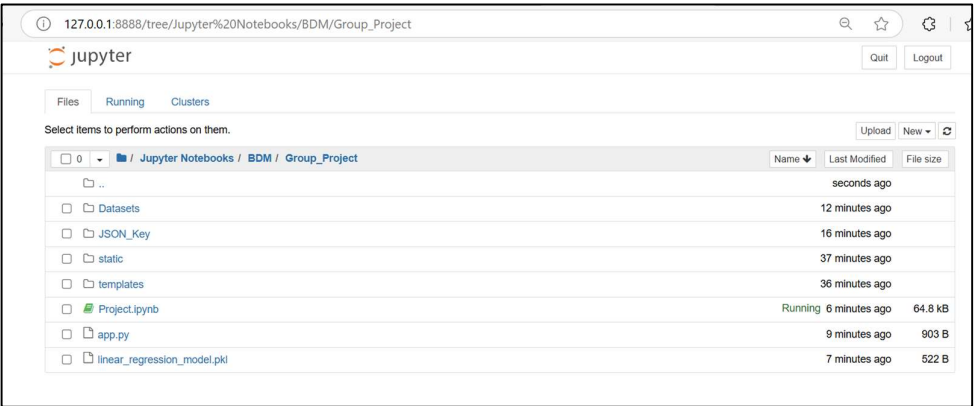 127.0.0.1:8888/tree/Jupyter%20Notebooks/BDM/Group_Project
jupyter
Quit Logout
Files Running Clusters
Select items to perform actions on them.
Upload New
0 / Jupyter Notebooks / BDM / Group_Project Name Last Modified File size
.. seconds ago
Datasets 12 minutes ago
JSON_Key 16 minutes ago
static 37 minutes ago
templates 36 minutes ago
Project.ipynb Running 6 minutes ago 64.8 kB
app.py 9 minutes ago 903 B
linear_regression_model.pkl 7 minutes ago 522 B